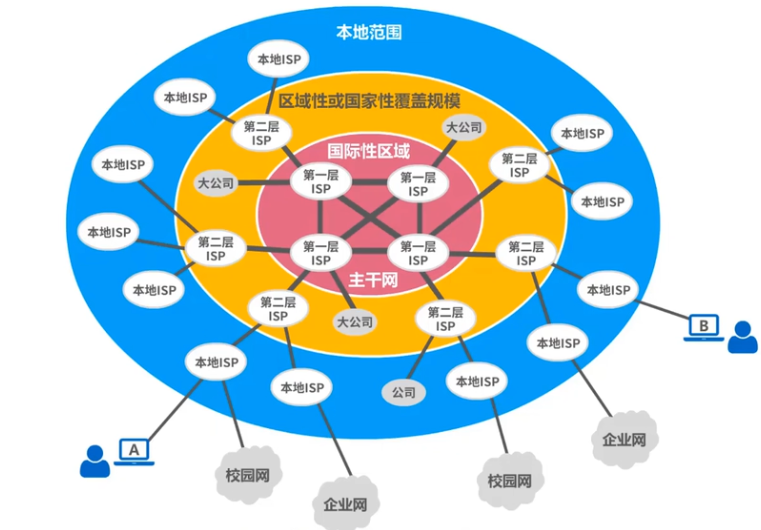 本地范围
本地ISP
区域性或国家性覆盖规模
本地ISP
第二层
ISP
大公司
本地ISP
国际性区域
第二层
ISP
本地ISP
大公司
第一层
ISP
第一层
ISP
本地ISP
本地ISP
第二层
ISP
第一层
ISP
第一层
ISP
第二层
ISP
本地ISP
主干网
本地ISP
第二层
ISP
大公司
第二层
ISP
B
本地ISP
本地ISP
本地ISP
本地ISP
公司
A
企业网
校园网
校园网
企业网